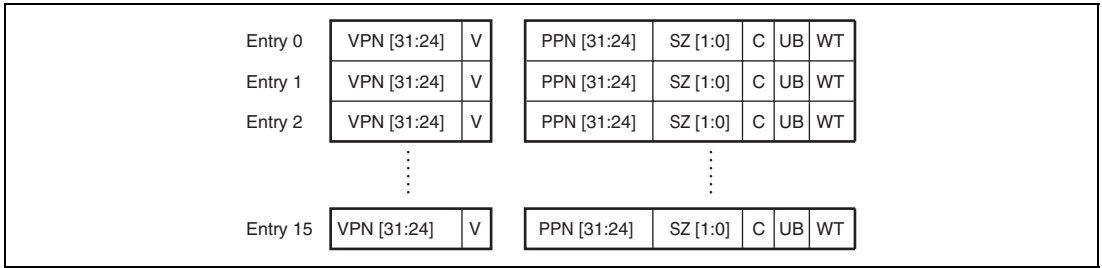 Entry 0 VPN [31:24] V PPN [31:24] SZ [1:0] C UB WT
Entry 1 VPN [31:24] V PPN [31:24] SZ [1:0] C UB WT
Entry 2 VPN [31:24] V PPN [31:24] SZ [1:0] C UB WT
Entry 15 VPN [31:24] V PPN [31:24] SZ [1:0] C UB WT